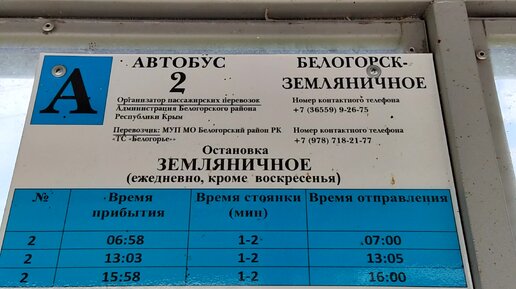 А
АВТОБУС
2
БЕЛОГОРСК-
ЗЕМЛЯНИЧНОЕ
Организатор пассажирских перевозок
Администрация Белогорского района
Республики Крым
Номер контактного телефона
+7 (36559) 9-26-75
Перевозчик: МУП МО Белогорский район РК
«ТС «Белогорье»»
Номер контактного телефона
+7 (978) 718-21-77
Остановка
ЗЕМЛЯНИЧНОЕ
(ежедневно, кроме воскресенья)
№ Время прибытия Время стоянки (мин) Время отправления
2 06:58 1-2 07:00
2 13:03 1-2 13:05
2 15:58 1-2 16:00